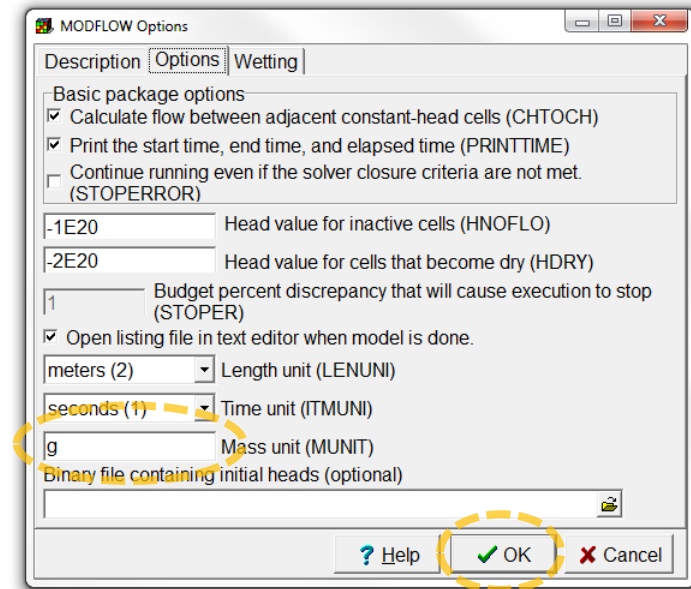 MODFLOW Options
Description Options Wetting
Basic package options
Calculate flow between adjacent constant-head cells (CHTOCH)
Print the start time, end time, and elapsed time (PRINTTIME)
Continue running even if the solver closure criteria are not met.
(STOPERROR)
-1E20 Head value for inactive cells (HNOFLO)
-2E20 Head value for cells that become dry (HDRY)
1 Budget percent discrepancy that will cause execution to stop
(STOPER)
Open listing file in text editor when model is done.
meters (2) Length unit (LENUNI)
seconds (1) Time unit (ITMUNI)
g Mass unit (MUNIT)
Binary file containing initial heads (optional)
? Help OK Cancel